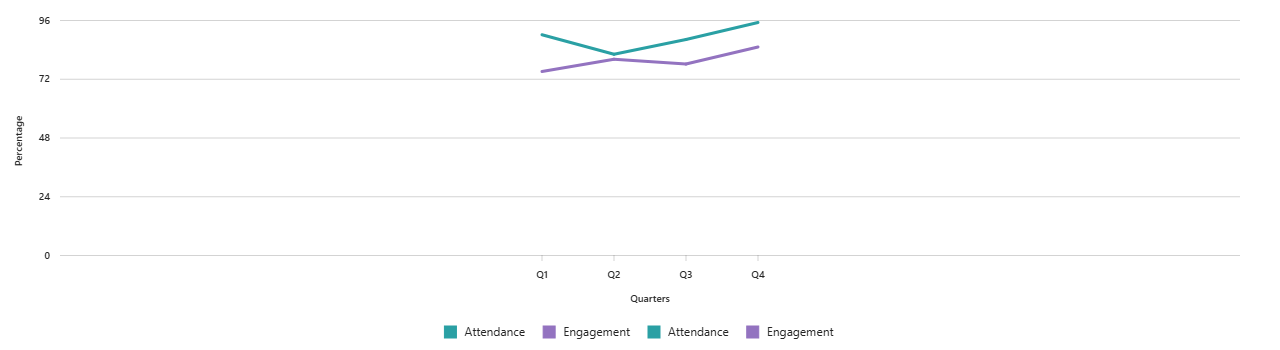 96
72
48
24
0
Percentage
Q1 Q2 Q3 Q4
Quarters
Attendance Engagement Attendance Engagement